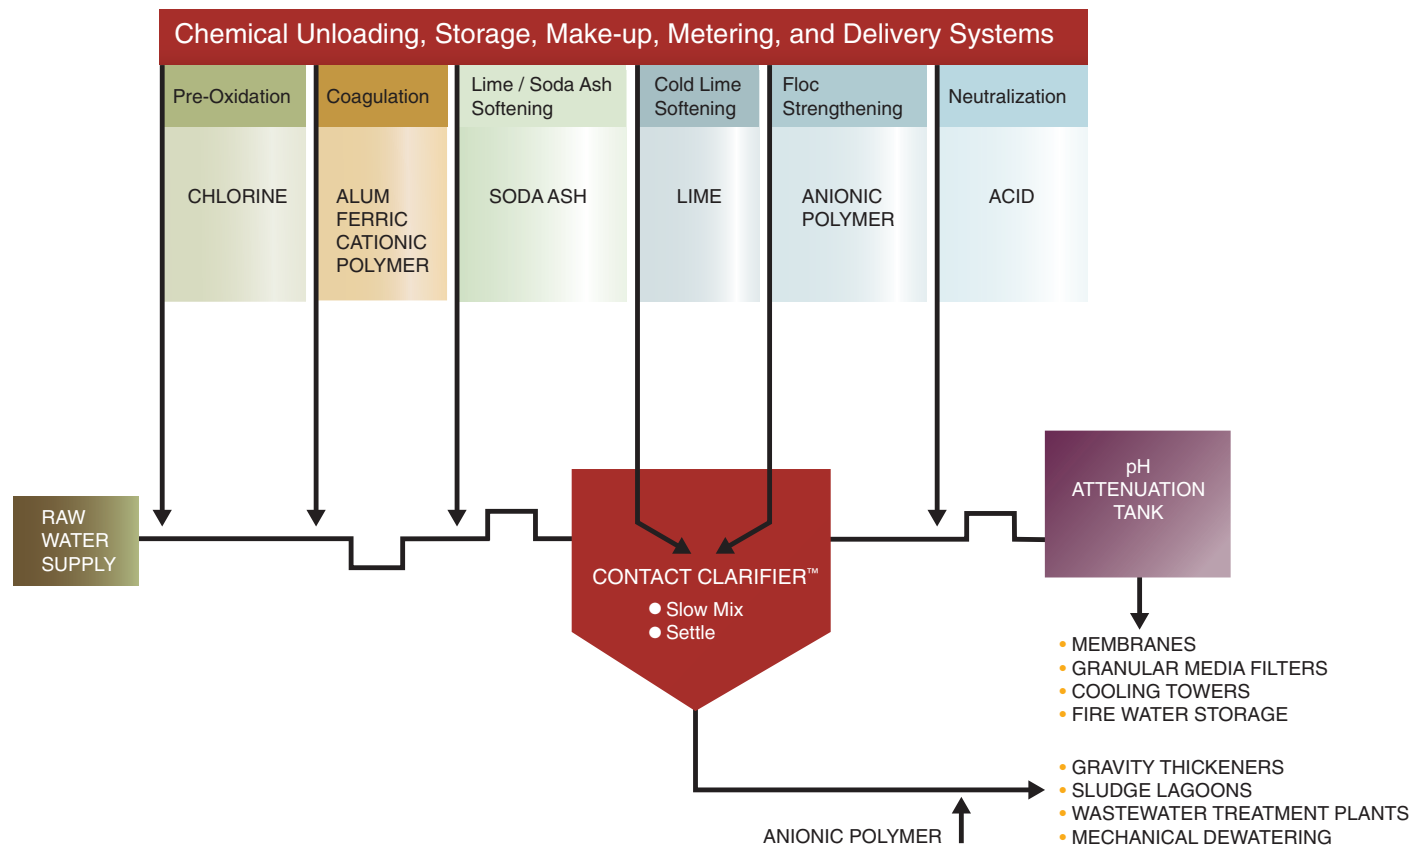 Chemical Unloading, Storage, Make-up, Metering, and Delivery Systems
Pre-Oxidation
Coagulation
Lime / Soda Ash
Softening
Cold Lime
Softening
Floc
Strengthening
Neutralization
CHLORINE
ALUM
FERRIC
CATIONIC
POLYMER
SODA ASH
LIME
ANIONIC
POLYMER
ACID
RAW
WATER
SUPPLY
CONTACT CLARIFIER™
● Slow Mix
● Settle
pH
ATTENUATION
TANK
• MEMBRANES
• GRANULAR MEDIA FILTERS
• COOLING TOWERS
• FIRE WATER STORAGE
• GRAVITY THICKENERS
• SLUDGE LAGOONS
• WASTEWATER TREATMENT PLANTS
• MECHANICAL DEWATERING
ANIONIC POLYMER